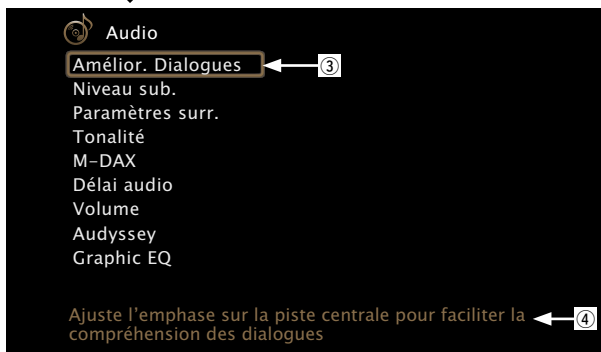 Audio
Amélior. Dialogues
③
Niveau sub.
Paramètres surr.
Tonalité
M-DAX
Délai audio
Volume
Audyssey
Graphic EQ
Ajuste l'emphase sur la piste centrale pour faciliter la
④
compréhension des dialogues